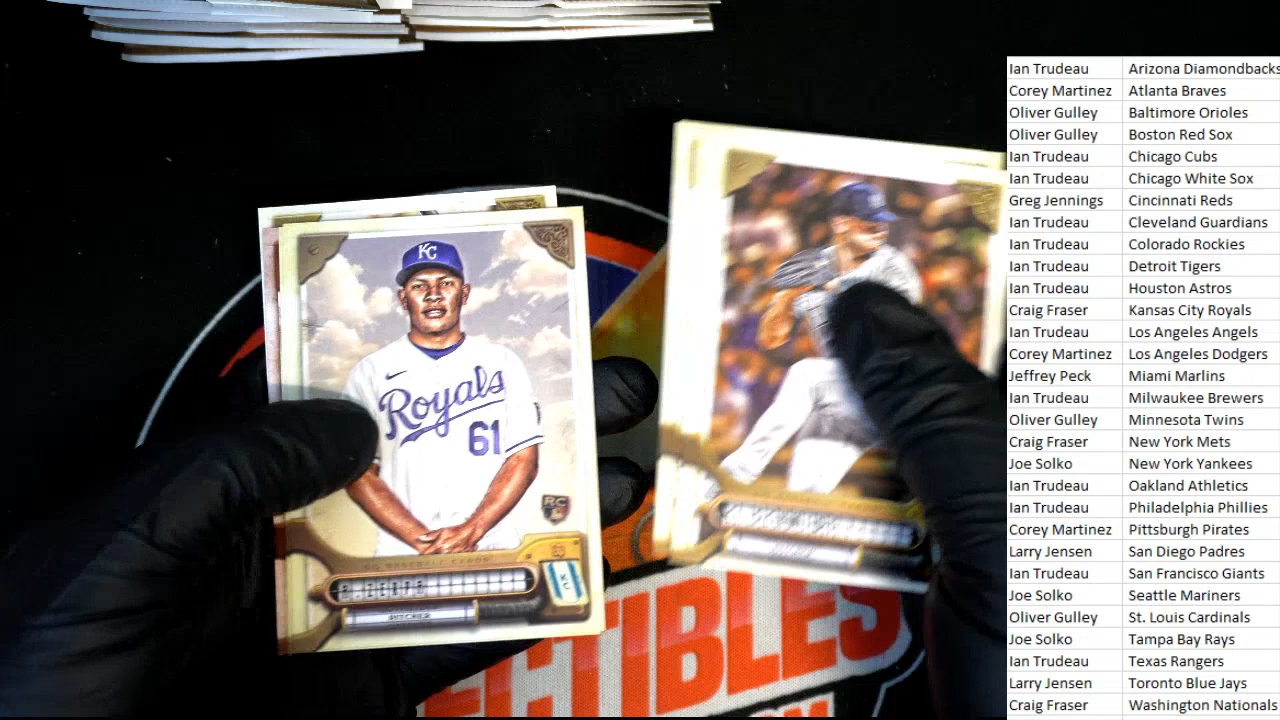 Ian Trudeau Arizona Diamondbacks
Corey Martinez Atlanta Braves
Oliver Gulley Baltimore Orioles
Oliver Gulley Boston Red Sox
Ian Trudeau Chicago Cubs
Ian Trudeau Chicago White Sox
Greg Jennings Cincinnati Reds
Ian Trudeau Cleveland Guardians
Ian Trudeau Colorado Rockies
Ian Trudeau Detroit Tigers
Ian Trudeau Houston Astros
Craig Fraser Kansas City Royals
Ian Trudeau Los Angeles Angels
Corey Martinez Los Angeles Dodgers
Jeffrey Peck Miami Marlins
Ian Trudeau Milwaukee Brewers
Oliver Gulley Minnesota Twins
Craig Fraser New York Mets
Joe Solko New York Yankees
Ian Trudeau Oakland Athletics
Ian Trudeau Philadelphia Phillies
Corey Martinez Pittsburgh Pirates
Larry Jensen San Diego Padres
Ian Trudeau San Francisco Giants
Joe Solko Seattle Mariners
Oliver Gulley St. Louis Cardinals
Joe Solko Tampa Bay Rays
Ian Trudeau Texas Rangers
Larry Jensen Toronto Blue Jays
Craig Fraser Washington Nationals
KC
Royals
61
RC
KC
PITCHER
ECTIBLES